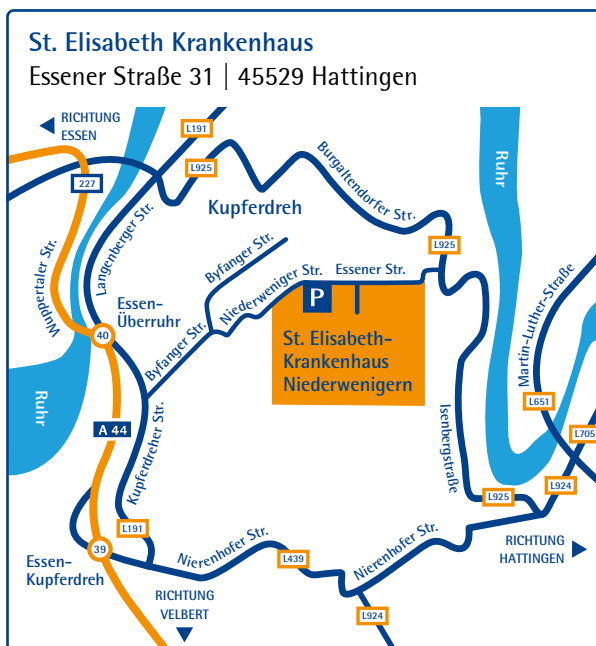 St. Elisabeth Krankenhaus
Essener Straße 31 | 45529 Hattingen
RICHTUNG
ESSEN
L191
L925
227
Burgaltendorfer Str.
Ruhr
Kupferdreh
Langenberger Str.
Wuppertaler Str.
Byfanger Str.
L925
Niederweniger Str.
Essener Str.
Martin-Luther-Straße
P
Essen-
Überruhr
40
St. Elisabeth-
Krankenhaus
Niederwenigern
Byfanger Str.
Ruhr
L651
Isenbergstraße
A 44
Kupferdreher Str.
L705
L924
L925
L191
Nierenhofer Str.
Nierenhofer Str.
RICHTUNG
HATTINGEN
39
Essen-
Kupferdreh
L439
RICHTUNG
VELBERT
L924